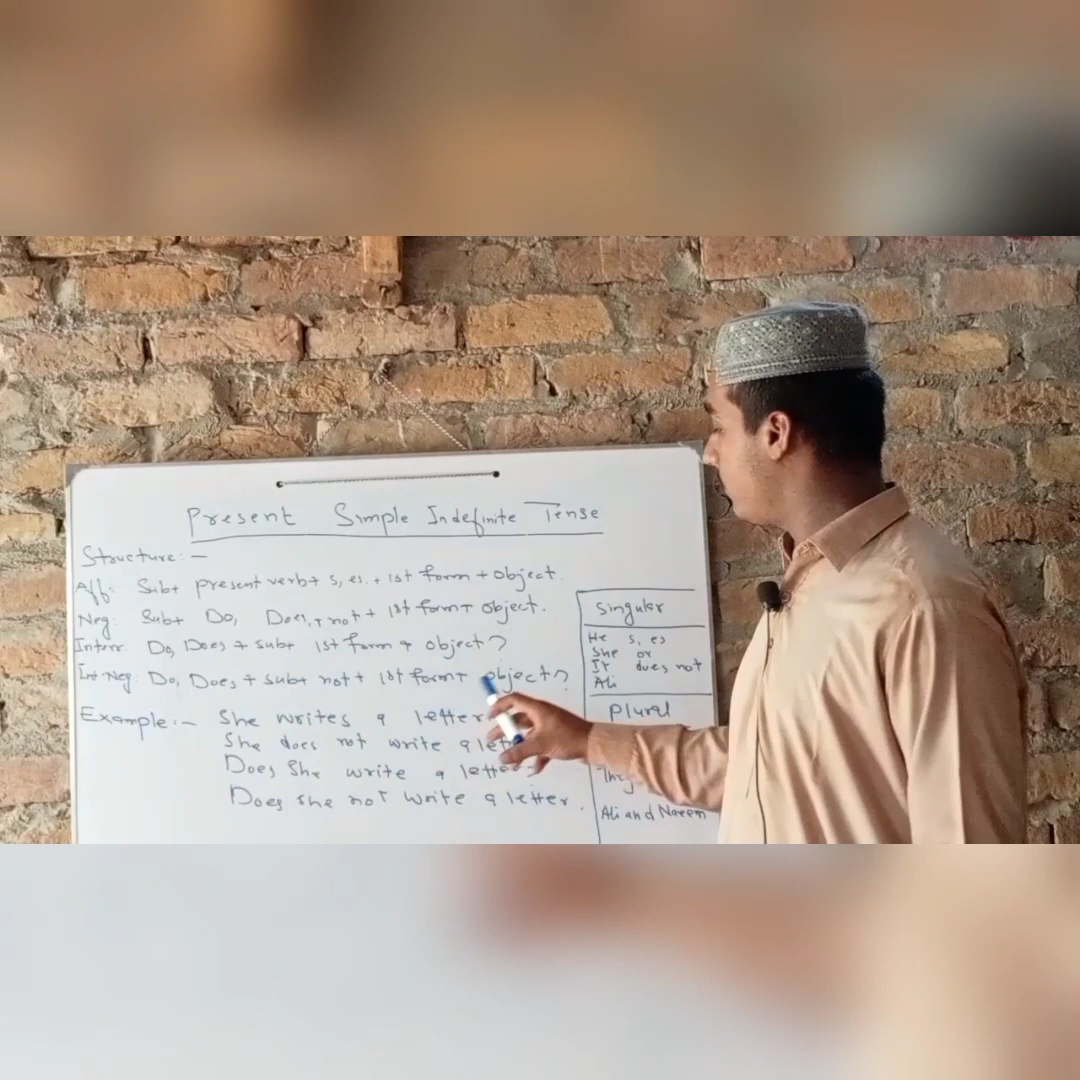 Present Simple Indefinite Tense
Structure:-
Aff: Sub+ present verb+ s, es. + 1st form + object.
Neg: Sub+ Do, Does, + not + 1st form + object.
Interr: Do, Does + sub+ 1st form + object?
Int-Neg: Do, Does + sub+ not + 1st form + object?
Example:- She writes a letter
She does not write a
Does She write a letter
Does she not write a letter.
Singular
He s, es
She or
It does not
Ali
Plural
They
Ali and Naeem